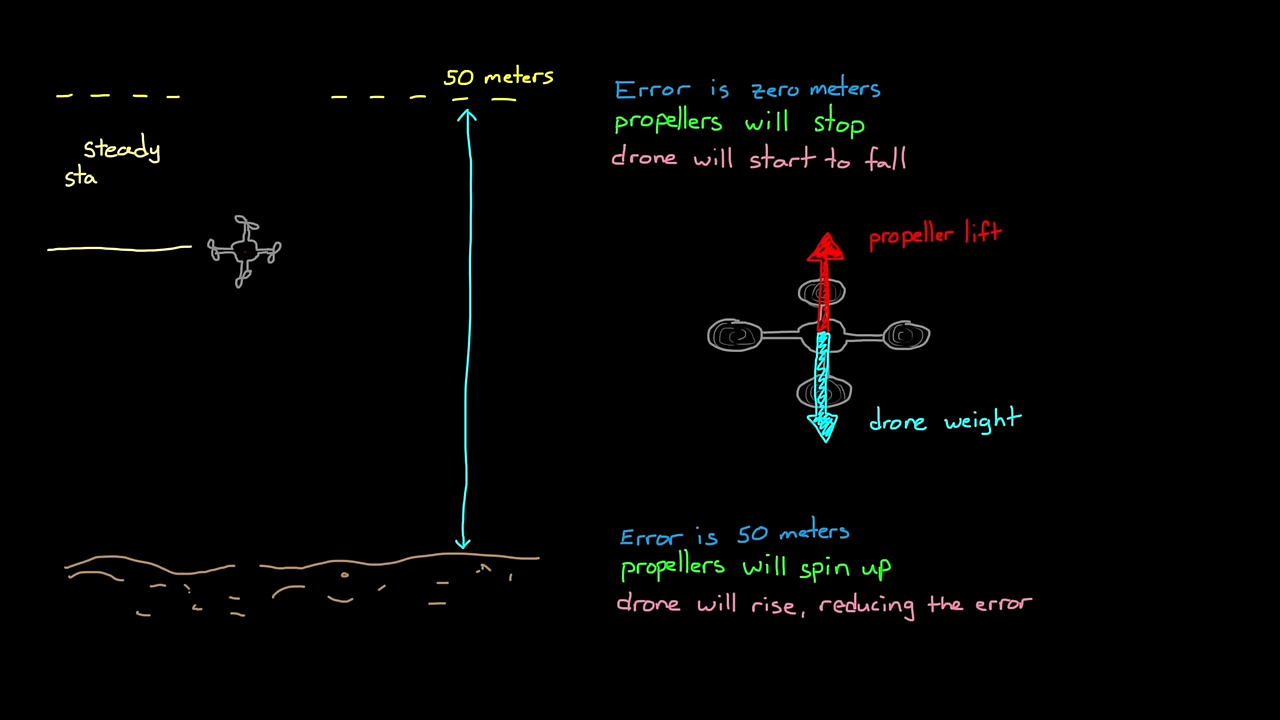 50 meters
steady
sta
Error is zero meters
propellers will stop
drone will start to fall
propeller lift
drone weight
Error is 50 meters
propellers will spin up
drone will rise, reducing the error